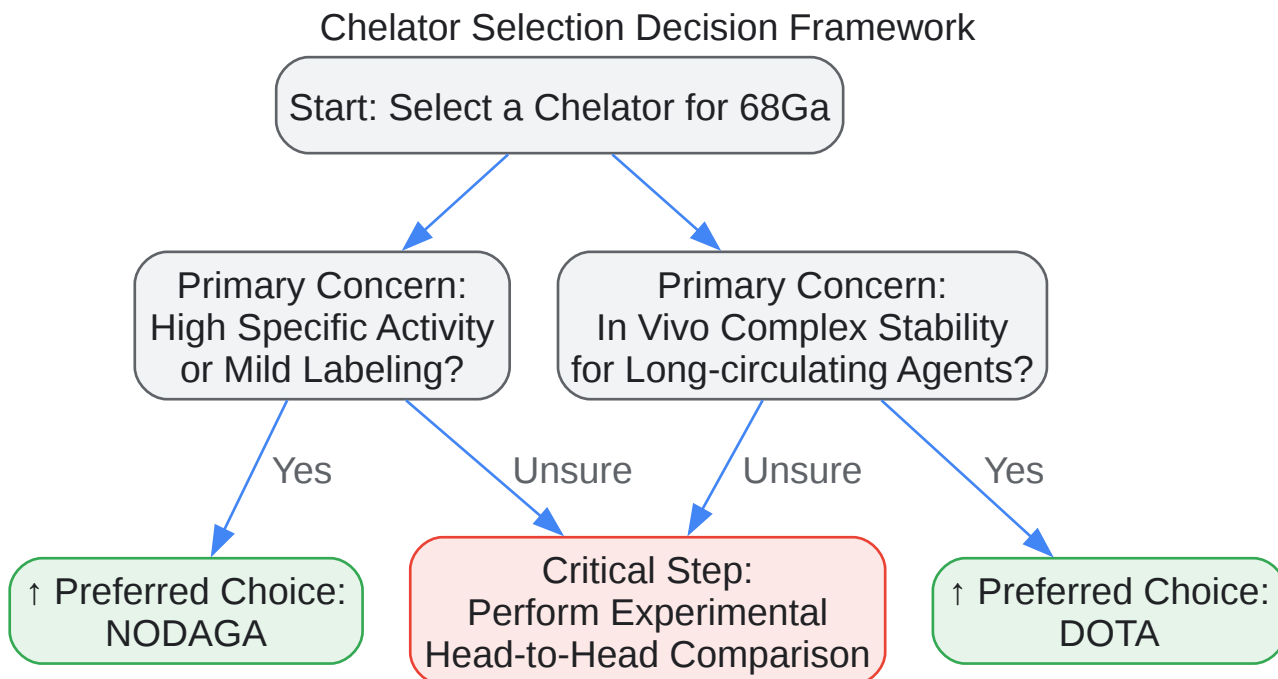 Chelator Selection Decision Framework
Start: Select a Chelator for 68Ga
Primary Concern:
High Specific Activity
or Mild Labeling?
Primary Concern:
In Vivo Complex Stability
for Long-circulating Agents?
Yes
Unsure
Unsure
Yes
↑ Preferred Choice:
NODAGA
Critical Step:
Perform Experimental
Head-to-Head Comparison
↑ Preferred Choice:
DOTA